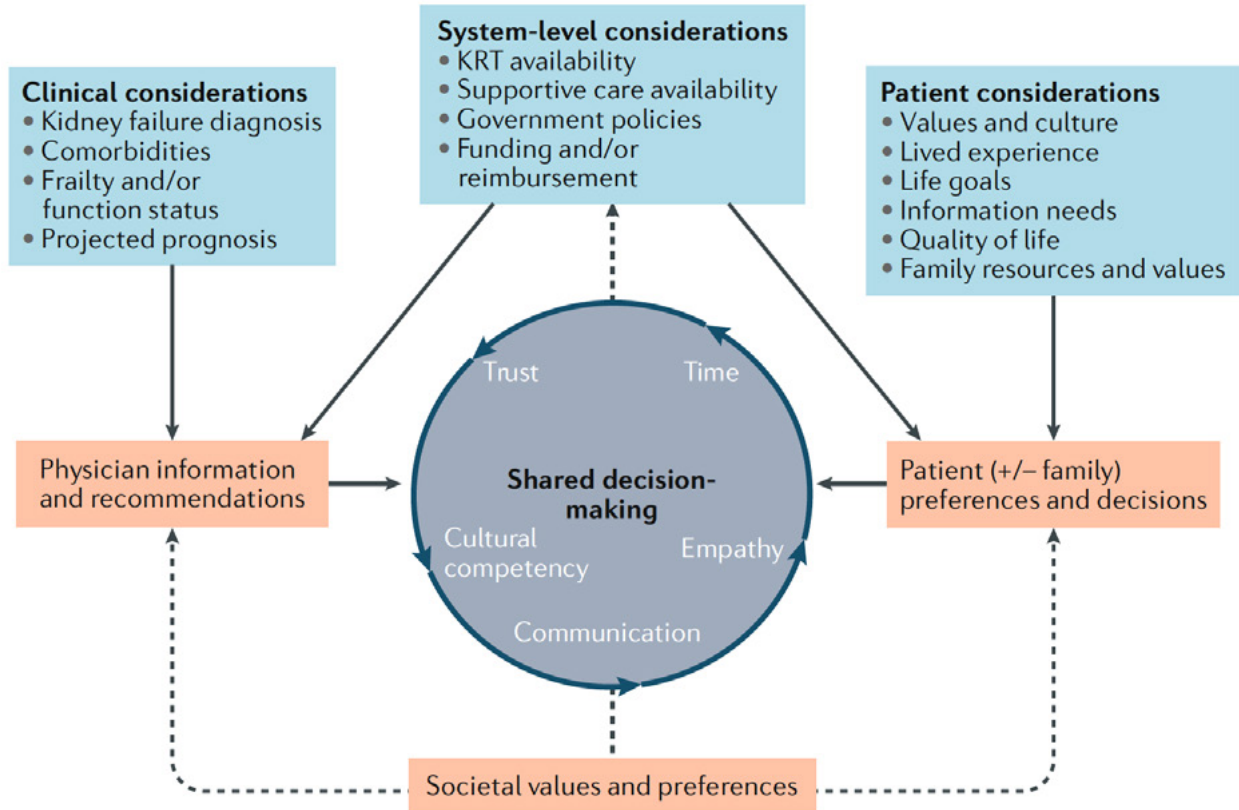 System-level considerations
• KRT availability
• Supportive care availability
• Government policies
• Funding and/or
reimbursement
Clinical considerations
• Kidney failure diagnosis
• Comorbidities
• Frailty and/or
function status
• Projected prognosis
Patient considerations
• Values and culture
• Lived experience
• Life goals
• Information needs
• Quality of life
• Family resources and values
Trust
Time
Physician information
and recommendations
Shared decision-
making
Patient (+/– family)
preferences and decisions
Cultural
competency
Empathy
Communication
Societal values and preferences